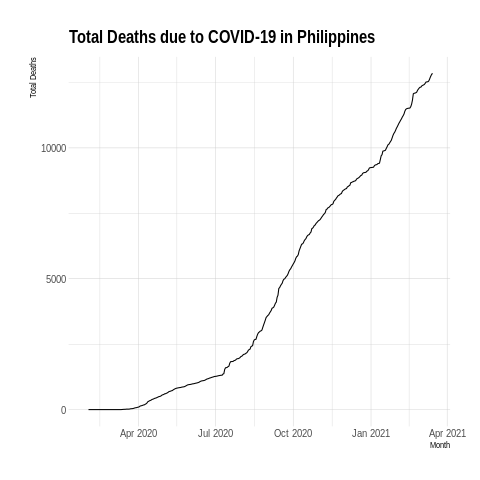 Total Deaths due to COVID-19 in Philippines
Total Deaths
10000
5000
0
Apr 2020 Jul 2020 Oct 2020 Jan 2021 Apr 2021
Month